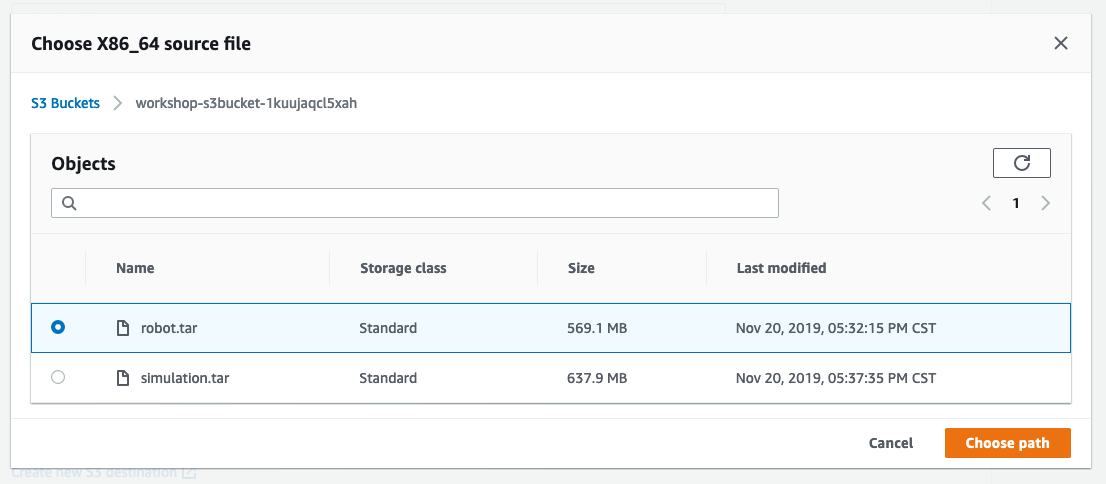 Choose X86_64 source file
S3 Buckets workshop-s3bucket-1kuujaqcl5xah
Objects
1
Name Storage class Size Last modified
robot.tar Standard 569.1 MB Nov 20, 2019, 05:32:15 PM CST
simulation.tar Standard 637.9 MB Nov 20, 2019, 05:37:35 PM CST
Cancel Choose path
Create new S3 destination